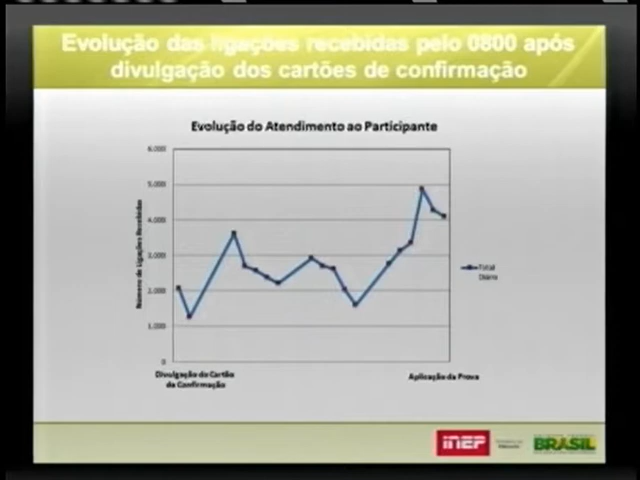 Evolução das ligações recebidas pelo 0800 após
divulgação dos cartões de confirmação
Evolução do Atendimento ao Participante
6.000
5.000
4.000
3.000
2.000
1.000
0
Número de Ligações Recebidas
Total
Diário
Divulgação do Cartão
de Confirmação
Aplicação da Prova
INEP
BRASIL